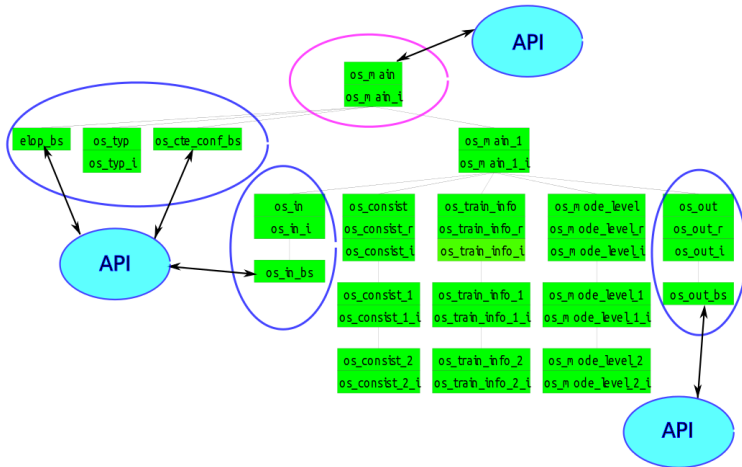 API
os_main
os_main_i
elop_bs
os_typ
os_typ_i
os_cte_conf_bs
os_main_1
os_main_1_i
os_in
os_in_i
os_in_bs
os_consist
os_consist_r
os_consist_i
os_train_info
os_train_info_r
os_train_info_i
os_mode_level
os_mode_level_r
os_mode_level_i
os_out
os_out_r
os_out_i
os_out_bs
API
os_consist_1
os_consist_1_i
os_train_info_1
os_train_info_1_i
os_mode_level_1
os_mode_level_1_i
os_consist_2
os_consist_2_i
os_train_info_2
os_train_info_2_i
os_mode_level_2
os_mode_level_2_i
API